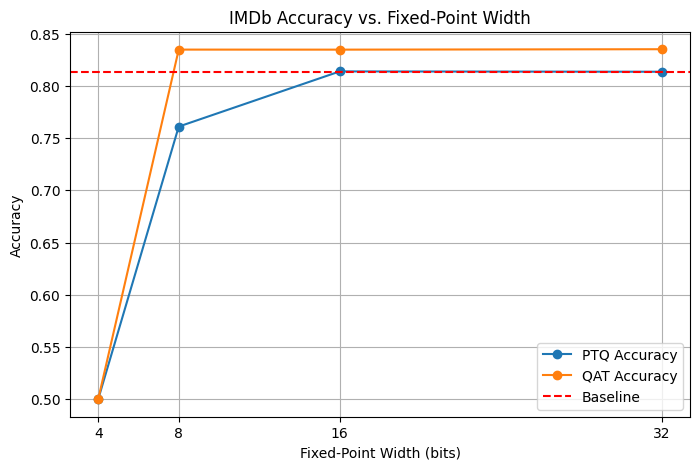 IMDb Accuracy vs. Fixed-Point Width
Accuracy
0.85
0.80
0.75
0.70
0.65
0.60
0.55
0.50
4 8 16 32
Fixed-Point Width (bits)
PTQ Accuracy
QAT Accuracy
Baseline